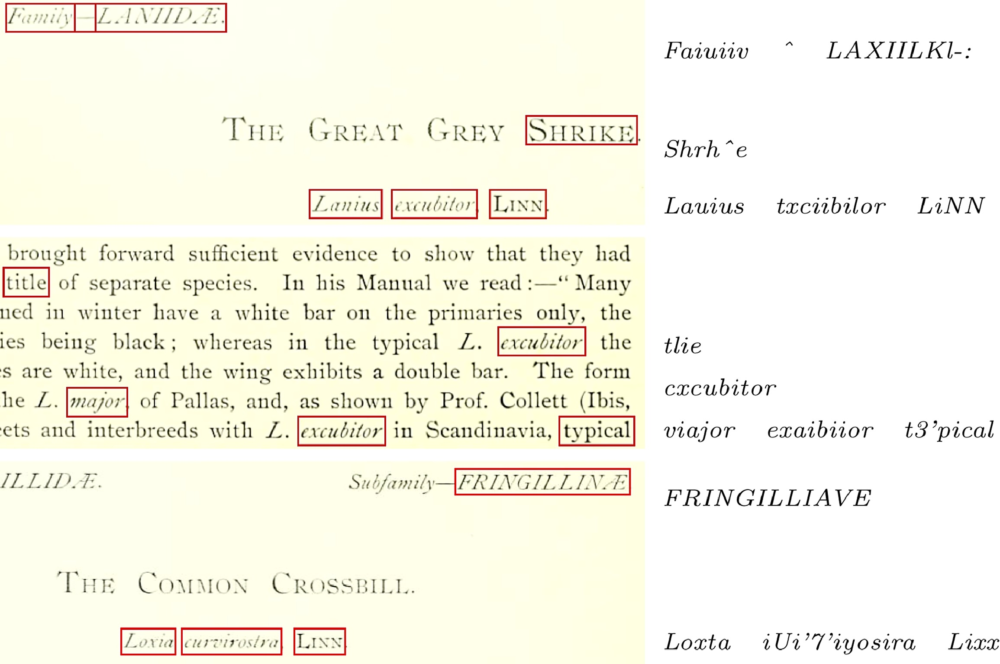 Family—LANIIDÆ.
Faiuiiv ^ LAXIILKl-:
THE GREAT GREY SHRIKE.
Shrh^e
Lanius excubitor, LINN.
Lauius txciibilor LiNN
brought forward sufficient evidence to show that they had
title of separate species. In his Manual we read:—“Many
ned in winter have a white bar on the primaries only, the
ies being black; whereas in the typical L. excubitor the
tlie
s are white, and the wing exhibits a double bar. The form
cxcubitor
he L. major, of Pallas, and, as shown by Prof. Collett (Ibis,
ets and interbreeds with L. excubitor in Scandinavia, typical
viajor exaibiior t3’pical
ILLIDÆ. Subfamily—FRINGILLINÆ
FRINGILLIAVE
THE COMMON CROSSBILL.
Loxia curvirostra, LINN.
Loxta iUi’7’iyosira Lixx